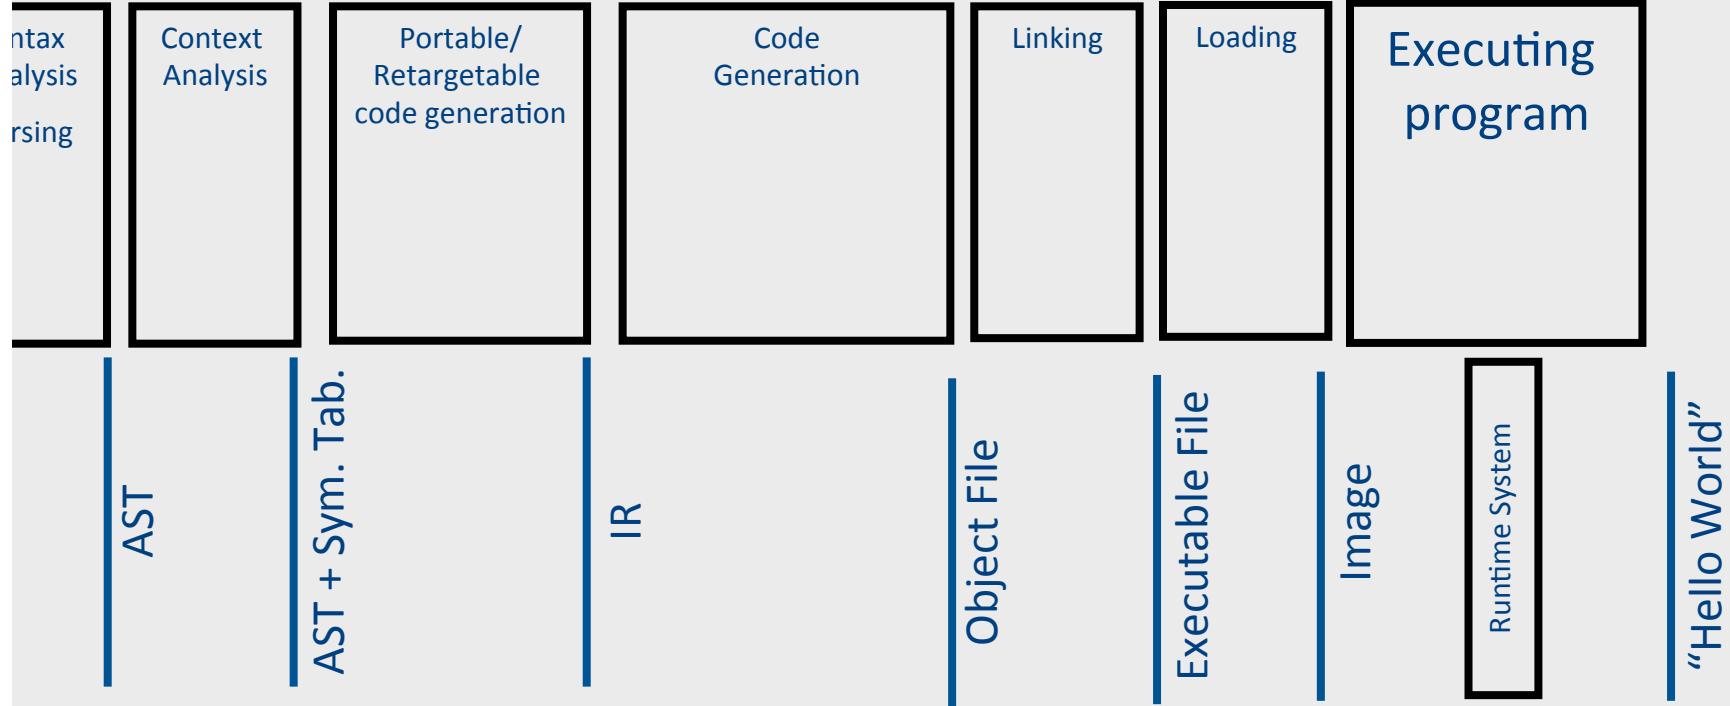 ntax
alysis
rsing
Context
Analysis
Portable/
Retargetable
code generation
Code
Generation
Linking
Loading
Executing
program
AST
AST + Sym. Tab.
IR
Object File
Executable File
Image
Runtime System
“Hello World”